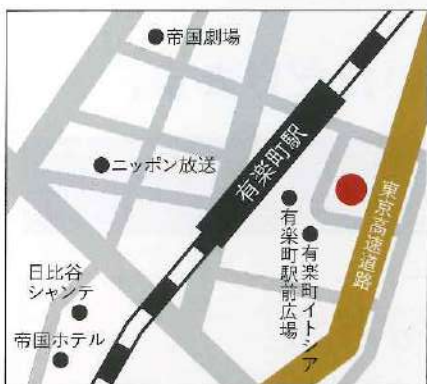 帝国劇場
ニッポン放送
有楽町駅
東京高速道路
有楽町
駅前広場
有楽町イトシア
日比谷
シャンテ
帝国ホテル